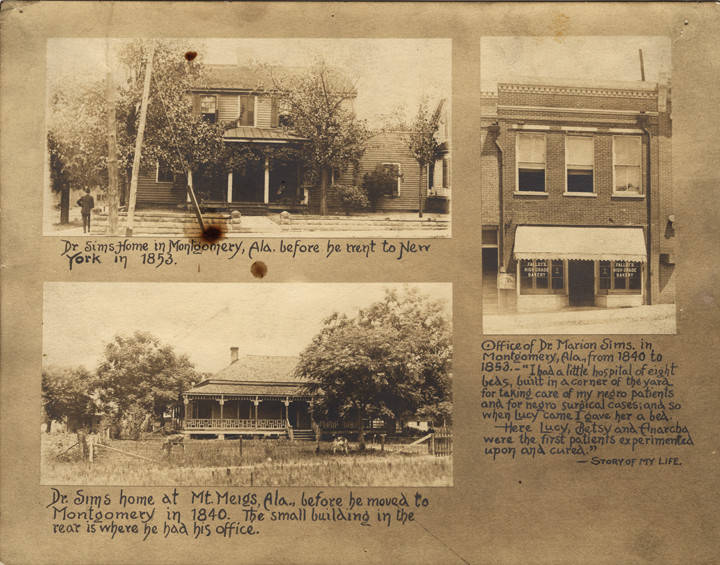 Dr. Sims Home in Montgomery, Ala. before he went to New
York in 1853.
Dr. Sims home at Mt. Meigs, Ala., before he moved to
Montgomery in 1840. The small building in the
rear is where he had his office.
HIGH GRADE
BAKERY
HIGH GRADE
BAKERY
Office of Dr. Marion Sims. in
Montgomery, Ala., from 1840 to
1853.–"I had a little hospital of eight
beds, built in a corner of the yard
for taking care of my negro patients
and for negro surgical cases; and so
when Lucy came I gave her a bed.
–Here Lucy, Betsy and Anarcha
were the first patients experimented
upon and cured."
–STORY OF MY LIFE.